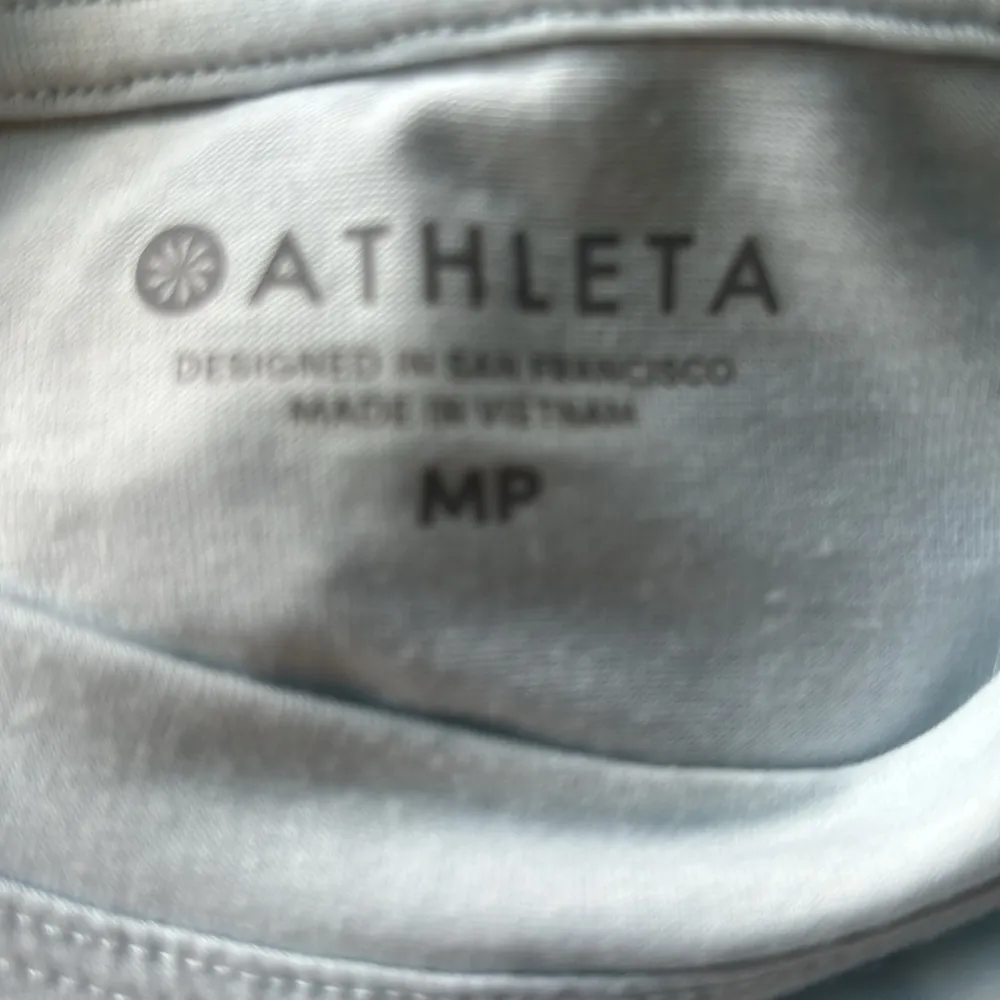 ATHLETA
DESIGNED IN SAN FRANCISCO
MADE IN VIETNAM
MP